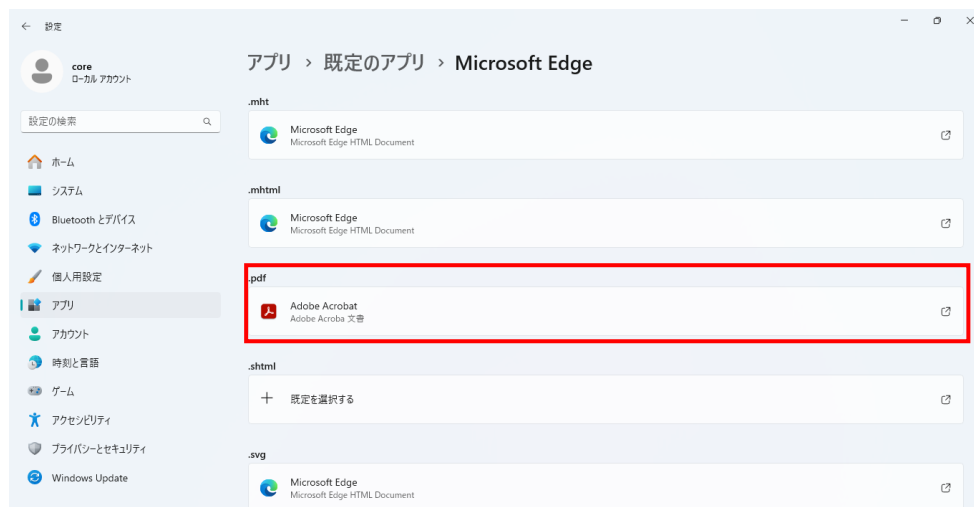 ← 設定
core
ローカル アカウント
設定の検索
ホーム
システム
Bluetooth とデバイス
ネットワークとインターネット
個人用設定
アプリ
アカウント
時刻と言語
ゲーム
アクセシビリティ
プライバシーとセキュリティ
Windows Update
アプリ › 既定のアプリ › Microsoft Edge
.mht
Microsoft Edge
Microsoft Edge HTML Document
.mhtml
Microsoft Edge
Microsoft Edge HTML Document
.pdf
Adobe Acrobat
Adobe Acroba 文書
.shtml
既定を選択する
.svg
Microsoft Edge
Microsoft Edge HTML Document